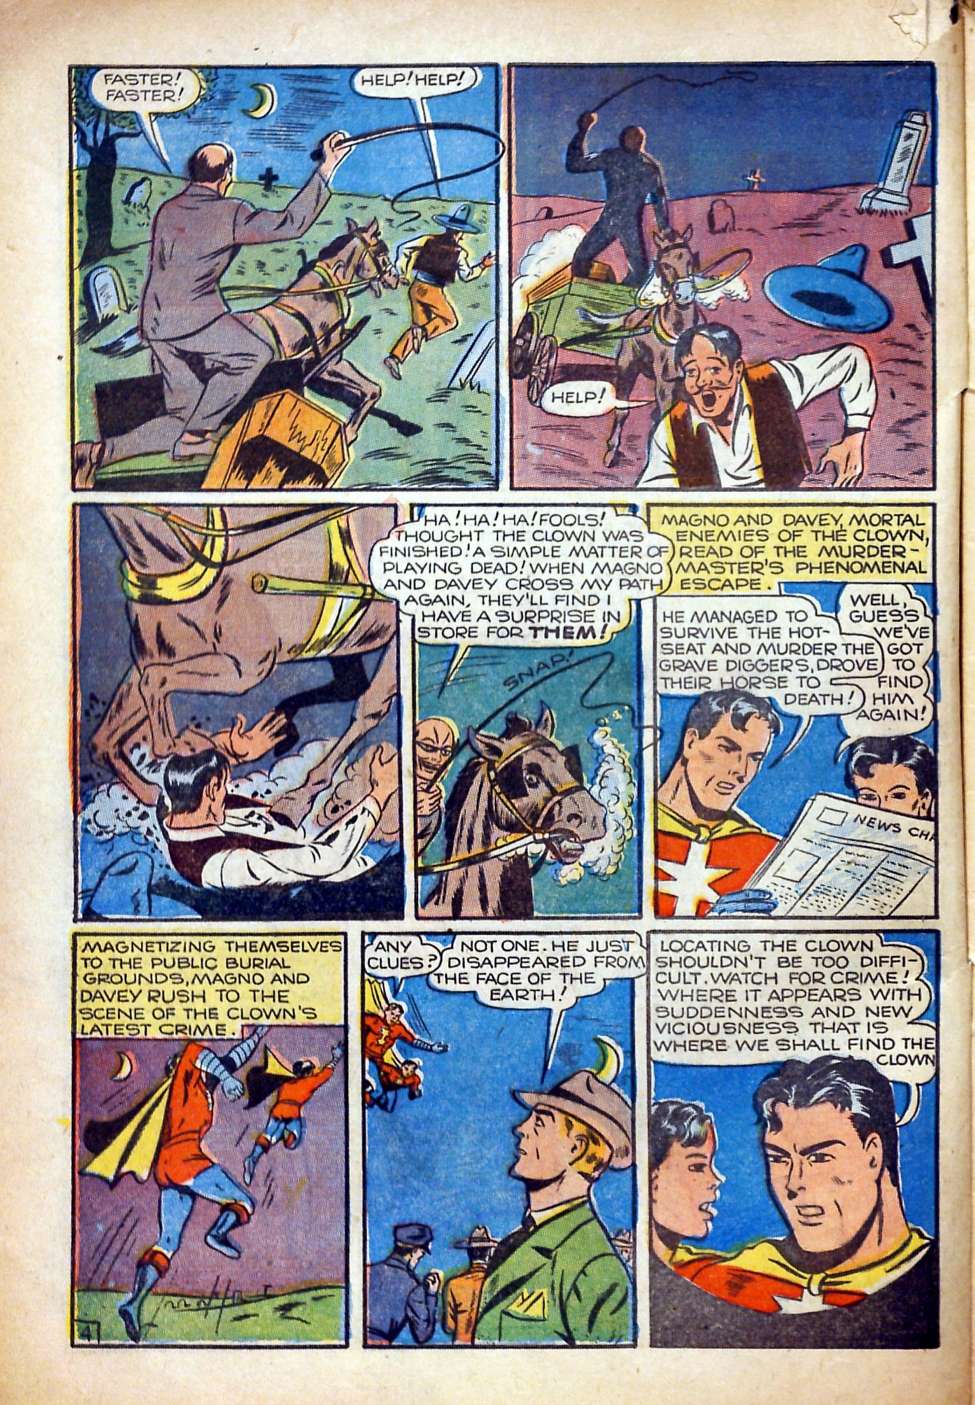 FASTER!
FASTER!
HELP! HELP!
HELP!
HA! HA! HA! FOOLS!
THOUGHT THE CLOWN WAS
FINISHED! A SIMPLE MATTER OF
PLAYING DEAD! WHEN MAGNO
AND DAVEY CROSS MY PATH
AGAIN, THEY'LL FIND I
HAVE A SURPRISE IN
STORE FOR THEM!
SNAP!
MAGNO AND DAVEY, MORTAL
ENEMIES OF THE CLOWN,
READ OF THE MURDER-
MASTER'S PHENOMENAL
ESCAPE.
HE MANAGED TO
SURVIVE THE HOT-
SEAT AND MURDER THE
GRAVE DIGGERS, DROVE
THEIR HORSE TO
DEATH!
WELL,
GUESS
WE'VE
GOT
TO
FIND
HIM
AGAIN!
NEWS CH
MAGNETIZING THEMSELVES
TO THE PUBLIC BURIAL
GROUNDS, MAGNO AND
DAVEY RUSH TO THE
SCENE OF THE CLOWN'S
LATEST CRIME.
4
ANY
CLUES?
NOT ONE. HE JUST
DISAPPEARED FROM
THE FACE OF THE
EARTH!
LOCATING THE CLOWN
SHOULDN'T BE TOO DIFFI-
CULT. WATCH FOR CRIME!
WHERE IT APPEARS WITH
SUDDENNESS AND NEW
VICIOUSNESS THAT IS
WHERE WE SHALL FIND THE
CLOWN